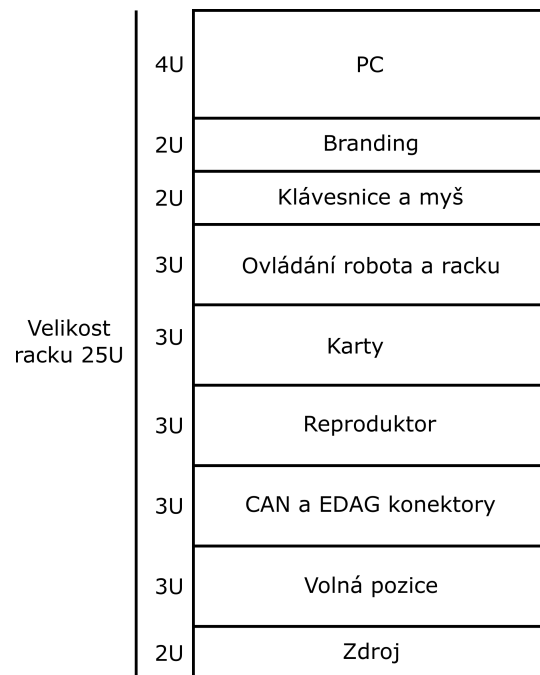 4U PC
2U Branding
2U Klávesnice a myš
3U Ovládání robota a racku
Velikost
racku 25U
3U Karty
3U Reproduktor
3U CAN a EDAG konektory
3U Volná pozice
2U Zdroj